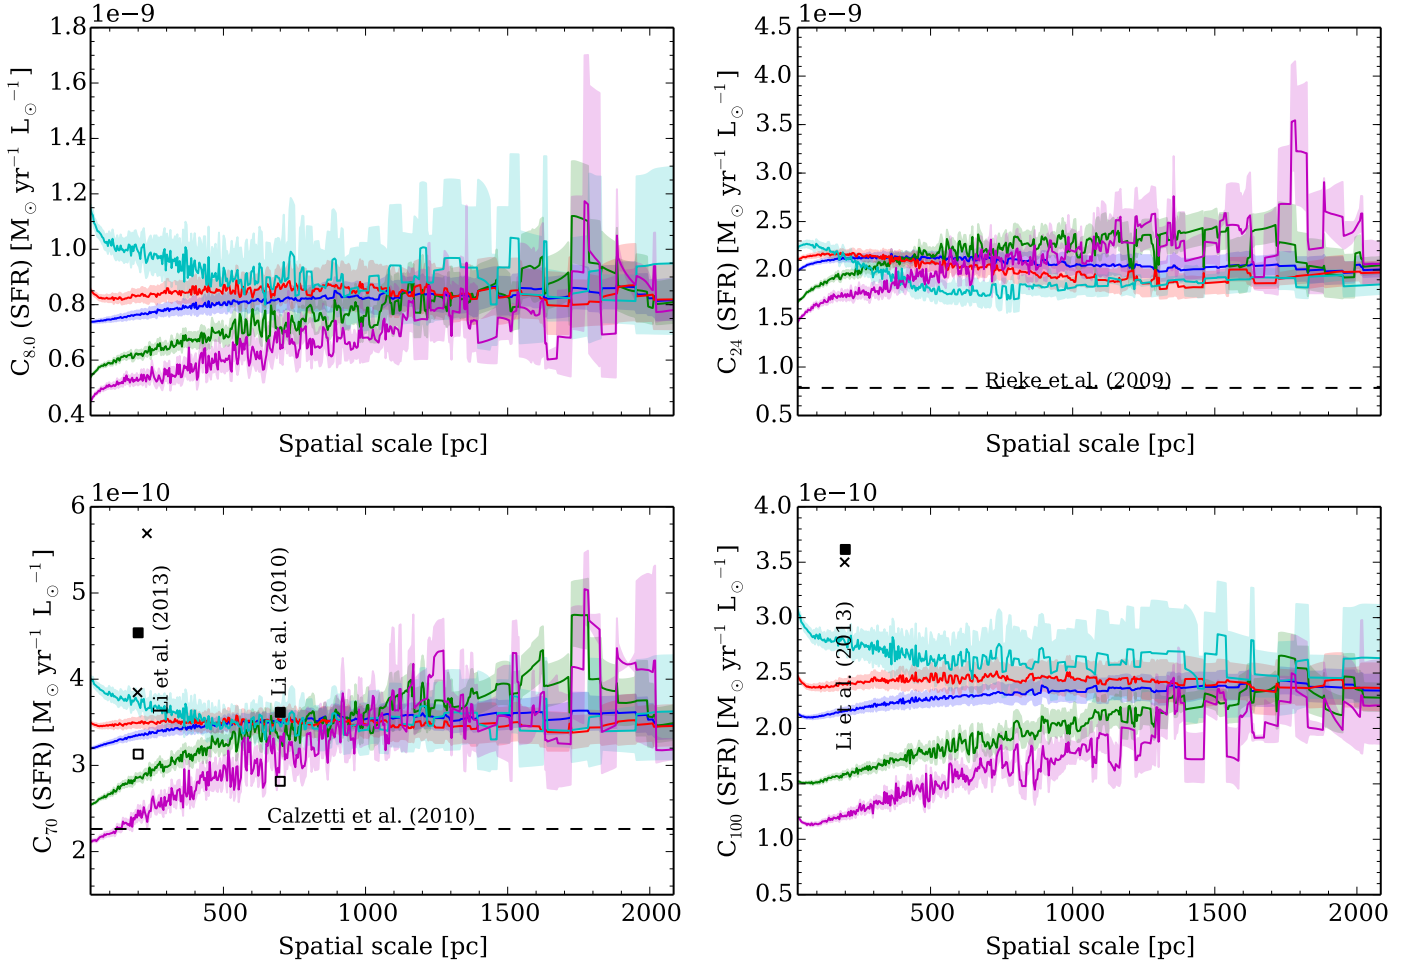 1e−9
1.8
1.6
1.4
1.2
1.0
0.8
0.6
0.4
C8.0 (SFR) [M⊙ yr−1 L⊙−1]
Spatial scale [pc]
1e−9
4.5
4.0
3.5
3.0
2.5
2.0
1.5
1.0
0.5
C24 (SFR) [M⊙ yr−1 L⊙−1]
Rieke et al. (2009)
Spatial scale [pc]
1e−10
6
5
4
3
2
C70 (SFR) [M⊙ yr−1 L⊙−1]
Li et al. (2013)
Li et al. (2010)
Calzetti et al. (2010)
500 1000 1500 2000
Spatial scale [pc]
1e−10
4.0
3.5
3.0
2.5
2.0
1.5
1.0
0.5
C100 (SFR) [M⊙ yr−1 L⊙−1]
Li et al. (2013)
500 1000 1500 2000
Spatial scale [pc]